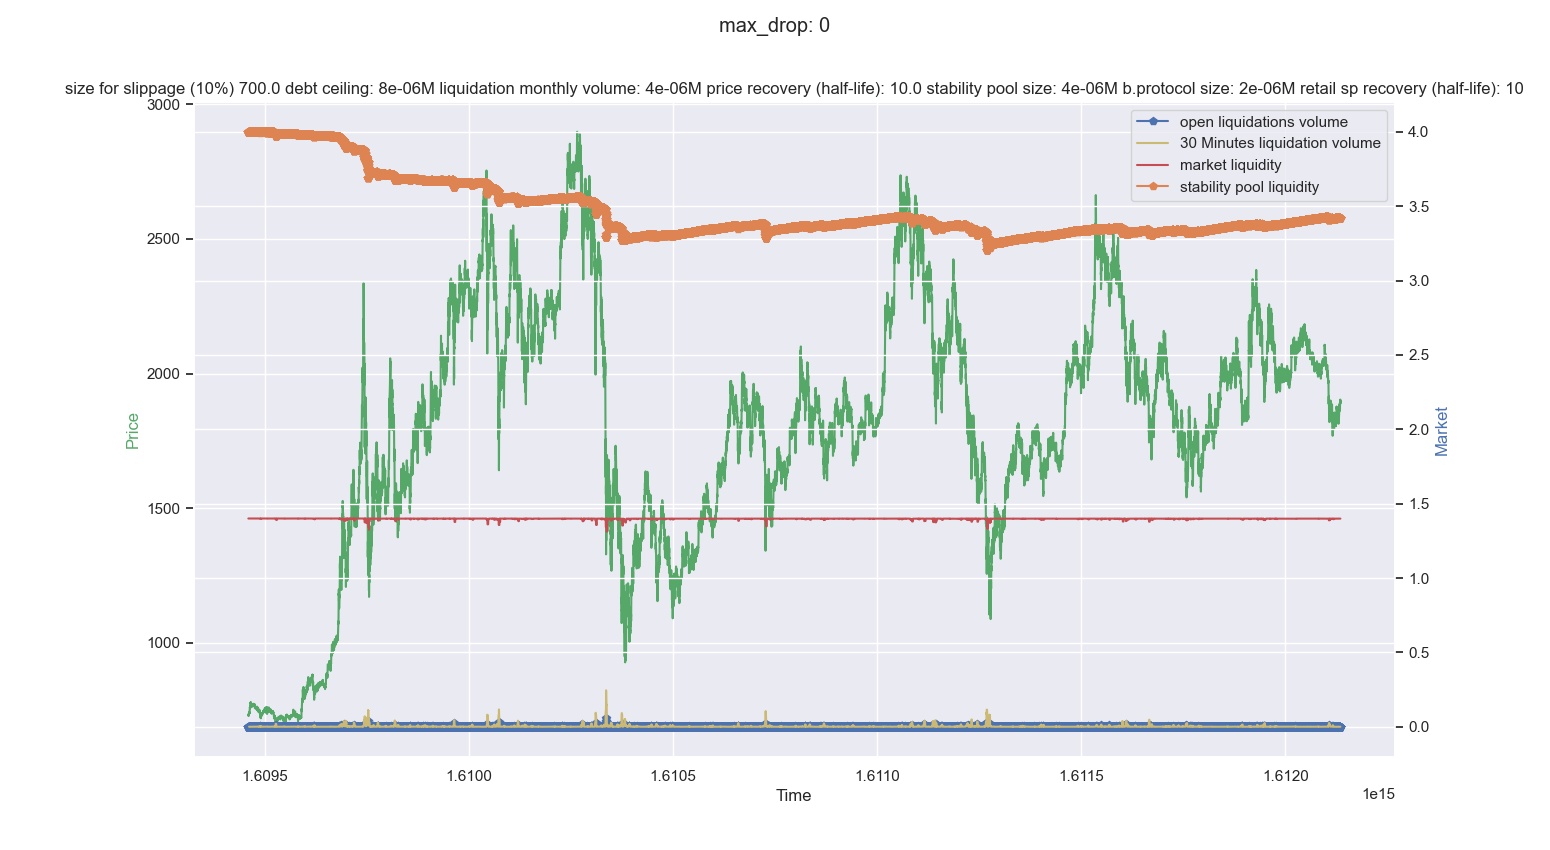 max_drop: 0
size for slippage (10%) 700.0 debt ceiling: 8e-06M liquidation monthly volume: 4e-06M price recovery (half-life): 10.0 stability pool size: 4e-06M b.protocol size: 2e-06M retail sp recovery (half-life): 10
open liquidations volume
30 Minutes liquidation volume
market liquidity
stability pool liquidity
3000
2500
2000
1500
1000
Price
4.0
3.5
3.0
2.5
2.0
1.5
1.0
0.5
0.0
Market
1.6095 1.6100 1.6105 1.6110 1.6115 1.6120
Time
1e15